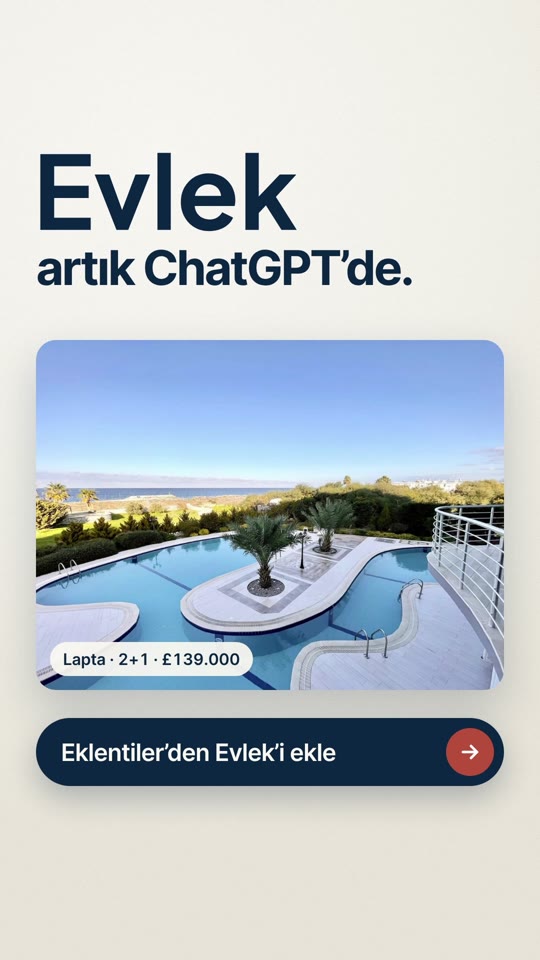 Evlek
artık ChatGPT’de.
Lapta · 2+1 · £139.000
Eklentiler’den Evlek’i ekle